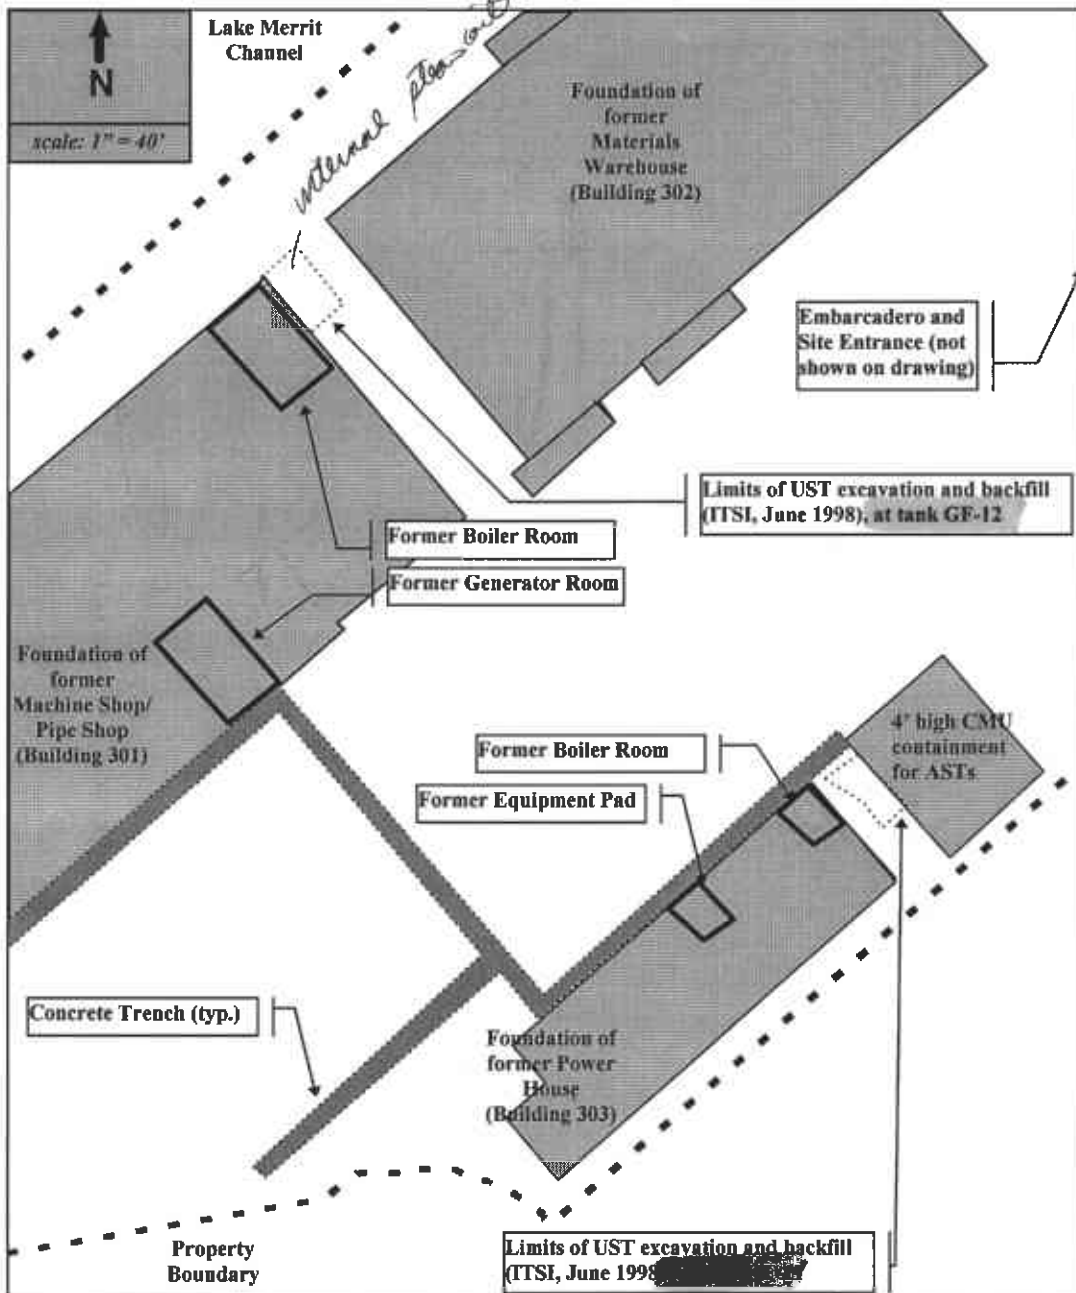 Lake Merrit
Channel
N
scale: 1" = 40'
internal
Foundation of
former
Materials
Warehouse
(Building 302)
Embarcadero and
Site Entrance (not
shown on drawing)
Limits of UST excavation and backfill
(ITSI, June 1998), at tank GF-12
Former Boiler Room
Former Generator Room
Foundation of
former
Machine Shop/
Pipe Shop
(Building 301)
4' high CMU
containment
for ASTs
Former Boiler Room
Former Equipment Pad
Concrete Trench (typ.)
Foundation of
former Power
House
(Building 303)
Property
Boundary
Limits of UST excavation and backfill
(ITSI, June 1998